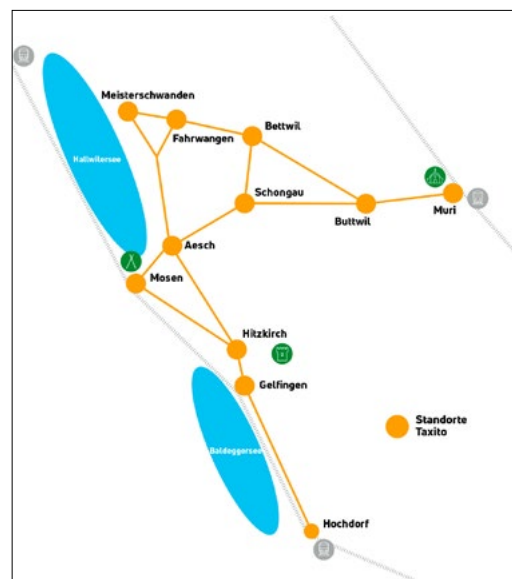 Meisterschwanden
Fahrwangen
Bettwil
Hallwilersee
Schongau
Buttwil
Muri
Aesch
Mosen
Hitzkirch
Gelfingen
Standorte
Taxito
Baldeggersee
Hochdorf